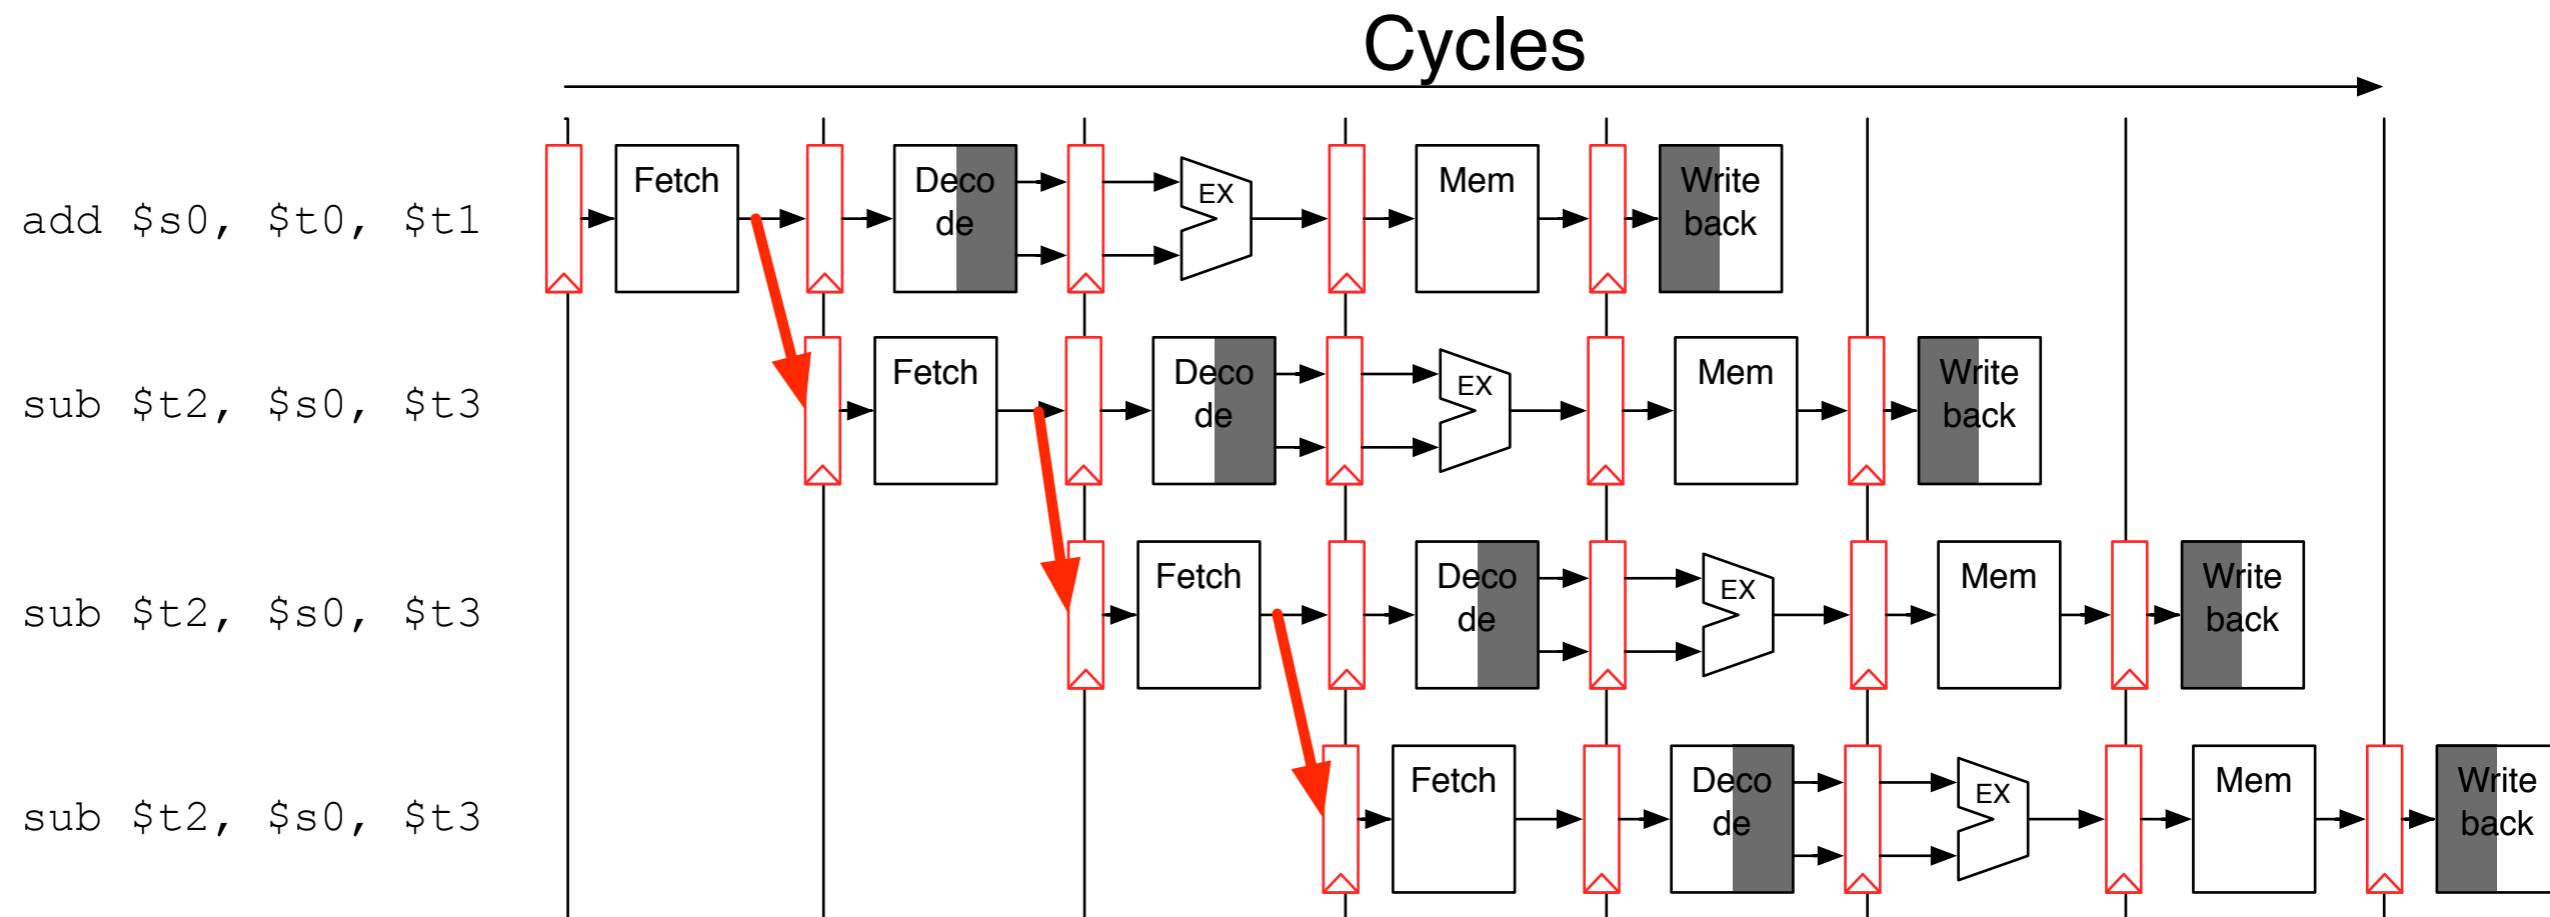 Cycles
add $s0, $t0, $t1
Fetch
Deco
de
EX
Mem
Write
back
sub $t2, $s0, $t3
Fetch
Deco
de
EX
Mem
Write
back
sub $t2, $s0, $t3
Fetch
Deco
de
EX
Mem
Write
back
sub $t2, $s0, $t3
Fetch
Deco
de
EX
Mem
Write
back